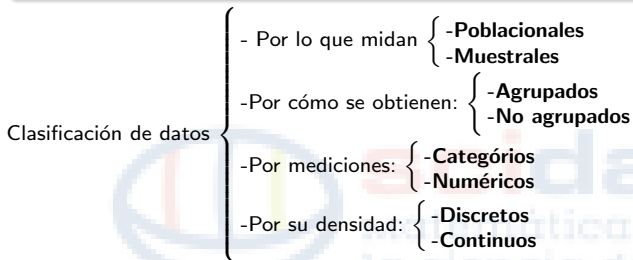 Clasificación de datos
- Por lo que midan
-Poblacionales
-Muestrales
-Por cómo se obtienen:
-Agrupados
-No agrupados
-Por mediciones:
-Categórios
-Numéricos
-Por su densidad:
-Discretos
-Continuos